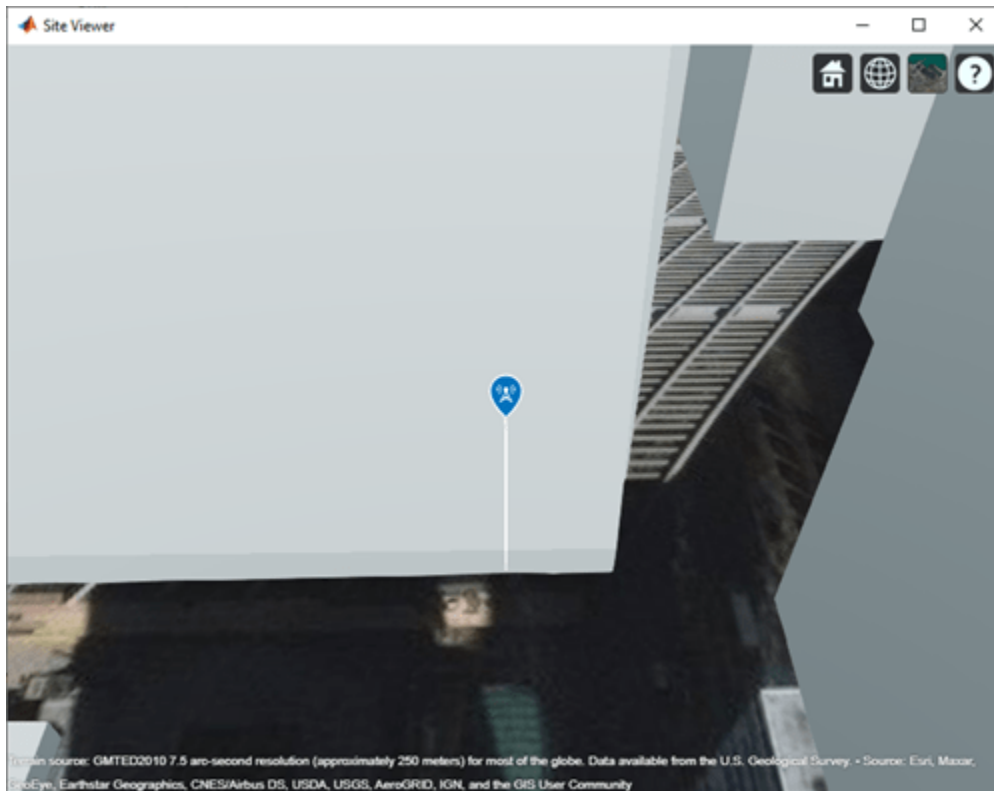 Site Viewer
?
Terrain source: GMTED2010 7.5 arc-second resolution (approximately 250 meters) for most of the globe. Data available from the U.S. Geological Survey. • Source: Esri, Maxar,
GeoEye, Earthstar Geographics, CNES/Airbus DS, USDA, USGS, AeroGRID, IGN, and the GIS User Community